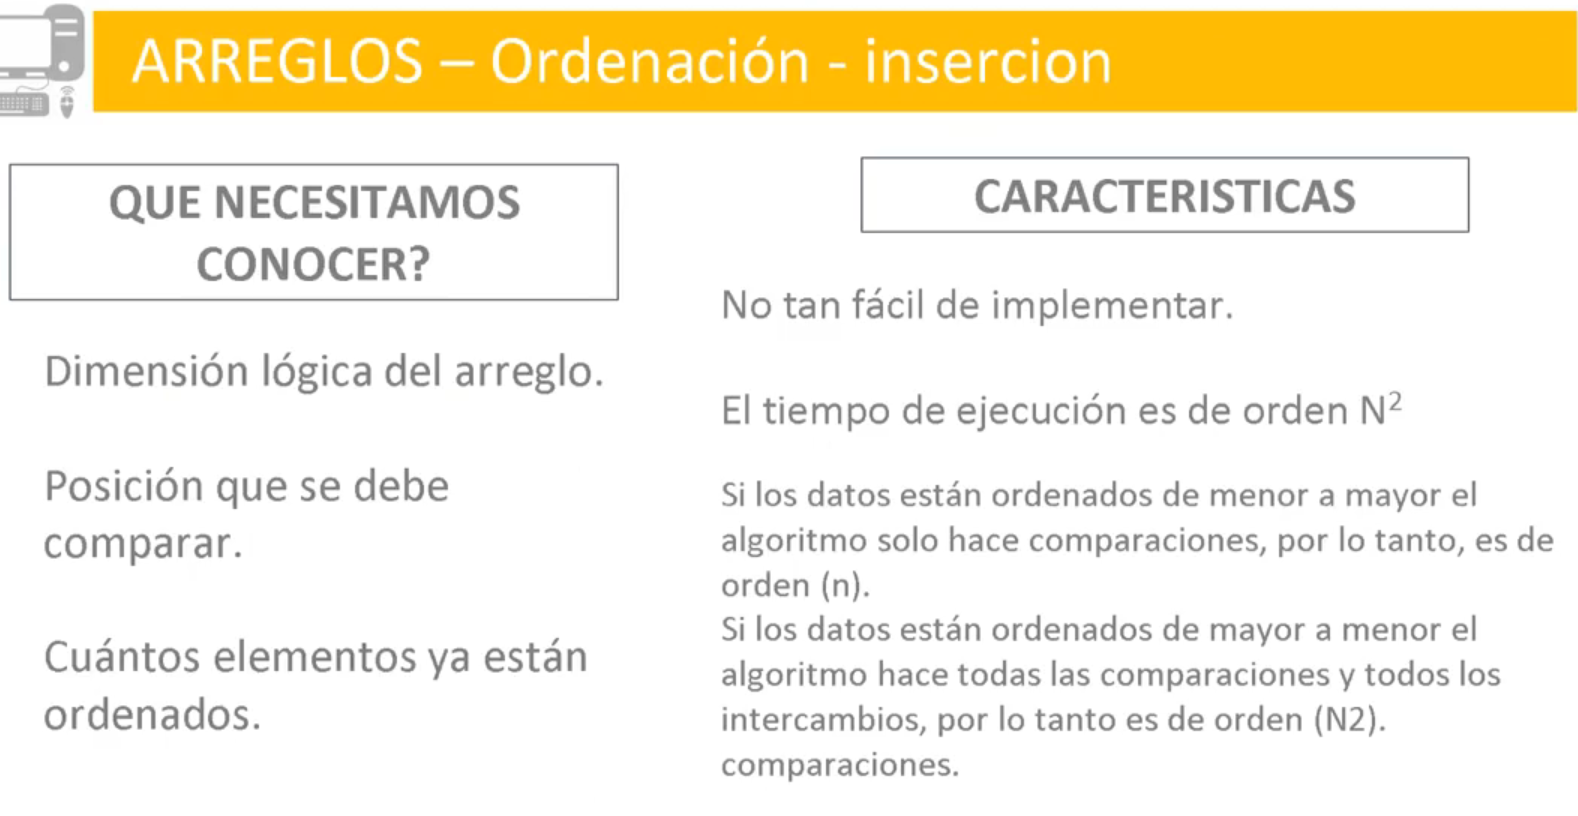 ARREGLOS – Ordenación - insercion
QUE NECESITAMOS
CONOCER?
Dimensión lógica del arreglo.
Posición que se debe
comparar.
Cuántos elementos ya están
ordenados.
CARACTERISTICAS
No tan fácil de implementar.
El tiempo de ejecución es de orden N²
Si los datos están ordenados de menor a mayor el
algoritmo solo hace comparaciones, por lo tanto, es de
orden (n).
Si los datos están ordenados de mayor a menor el
algoritmo hace todas las comparaciones y todos los
intercambios, por lo tanto es de orden (N2).
comparaciones.